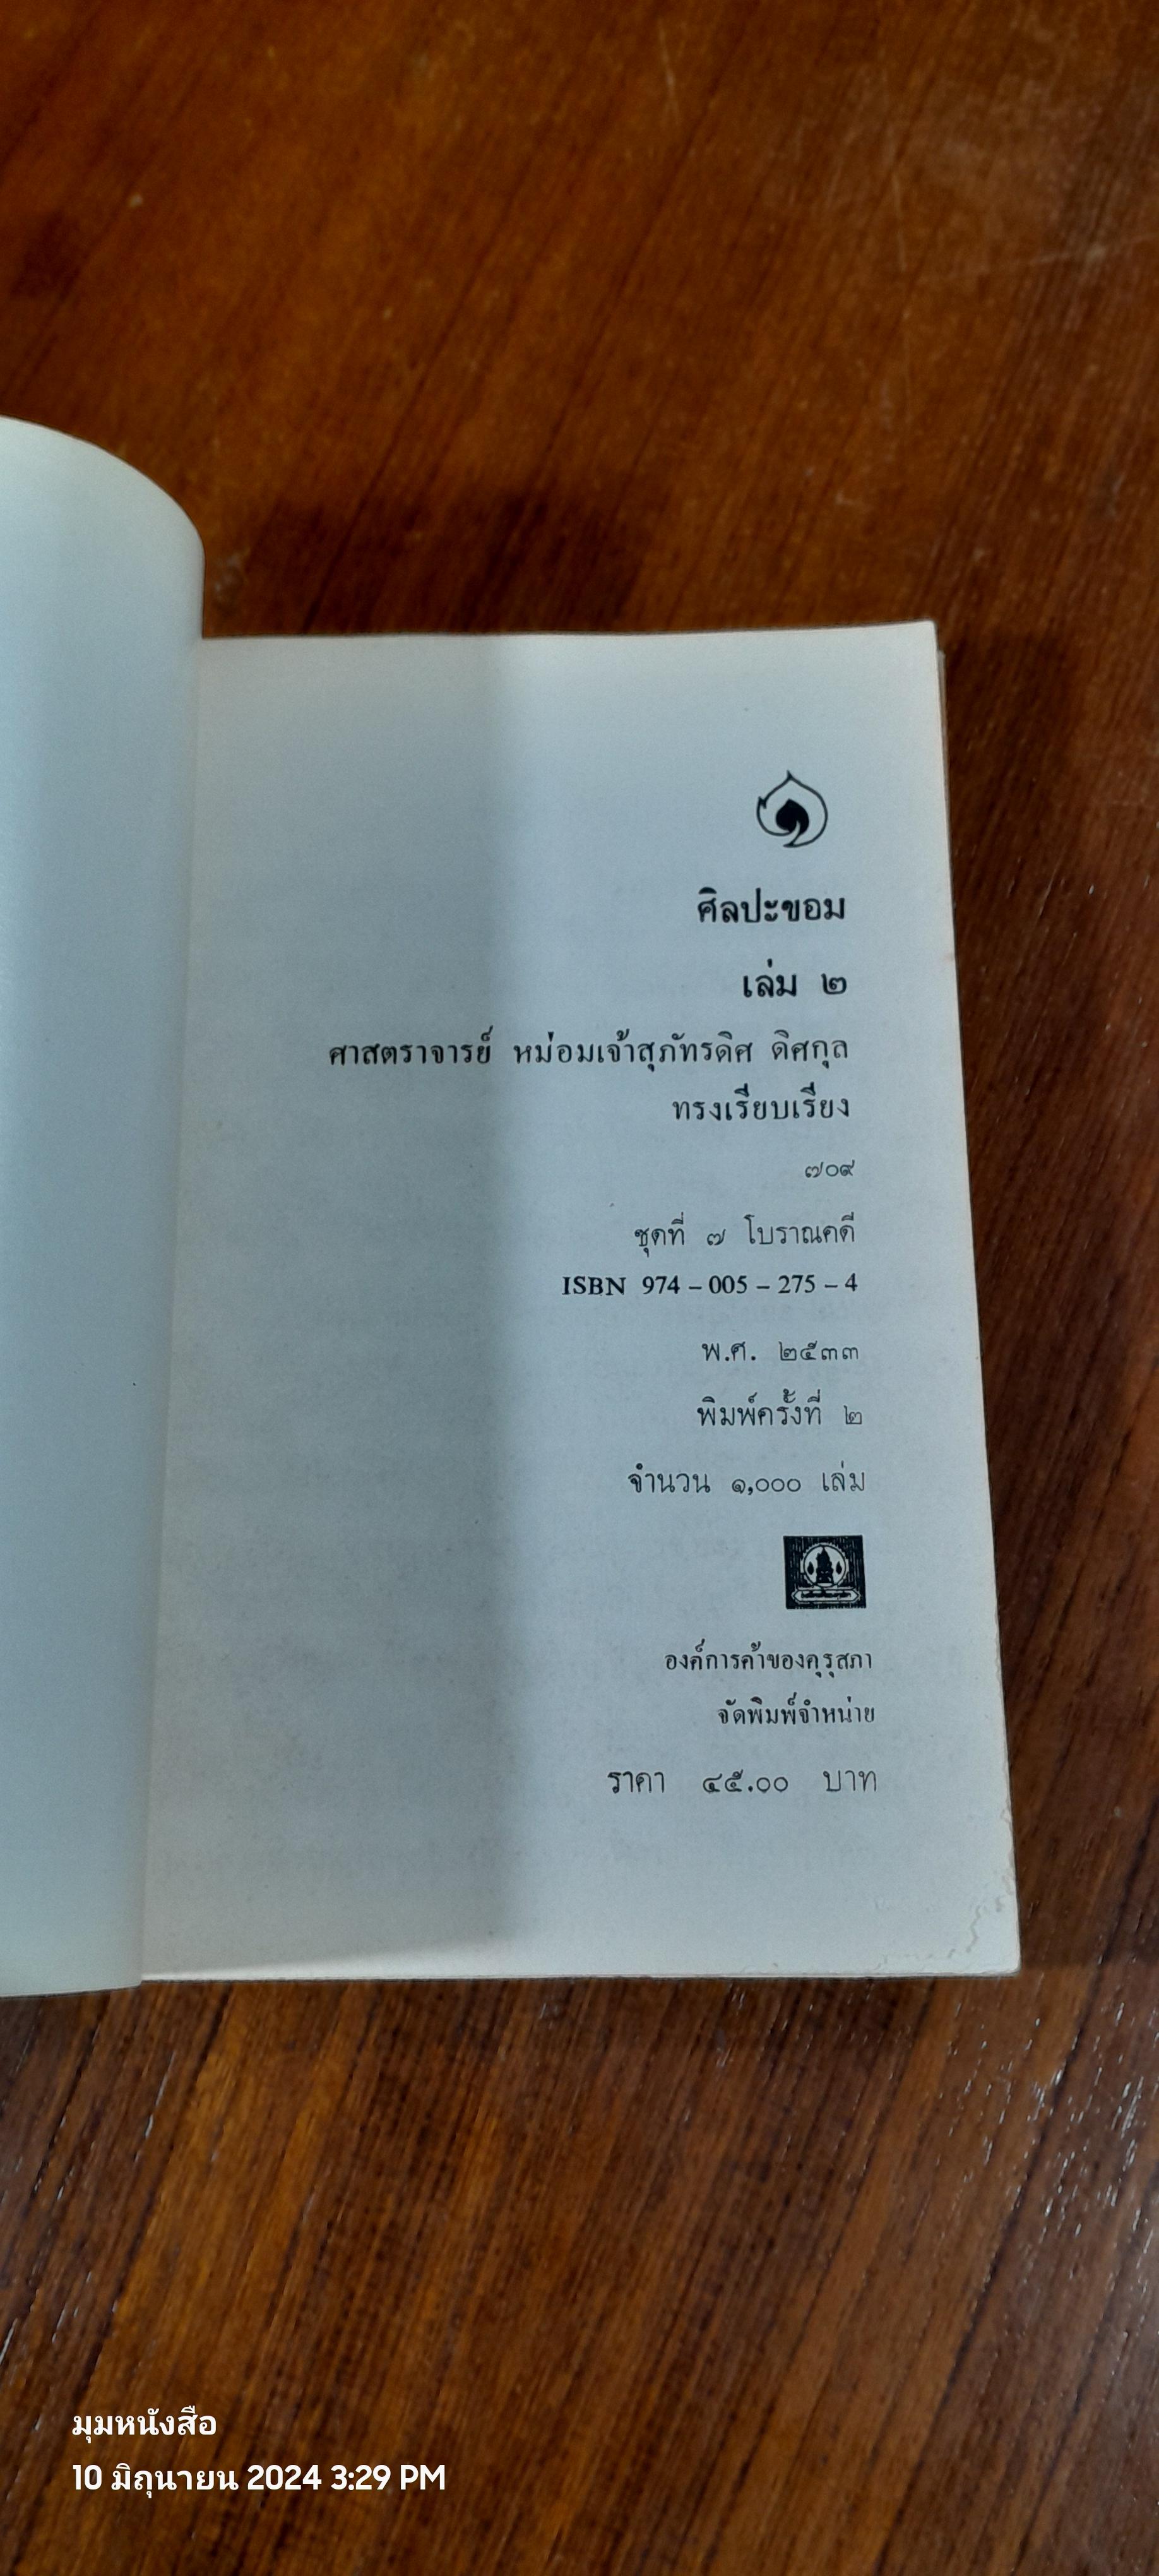 ศิลปะขอม
เล่ม ๒
ศาสตราจารย์ หม่อมเจ้าสุภัทรดิศ ดิศกุล
ทรงเรียบเรียง
๗๐๙
ชุดที่ ๗ โบราณคดี
ISBN 974 – 005 – 275 – 4
พ.ศ. ๒๕๓๓
พิมพ์ครั้งที่ ๒
จำนวน ๑,๐๐๐ เล่ม
องค์การค้าของคุรุสภา
จัดพิมพ์จำหน่าย
ราคา ๔๕.๐๐ บาท
มุมหนังสือ
10 มิถุนายน 2024 3:29 PM